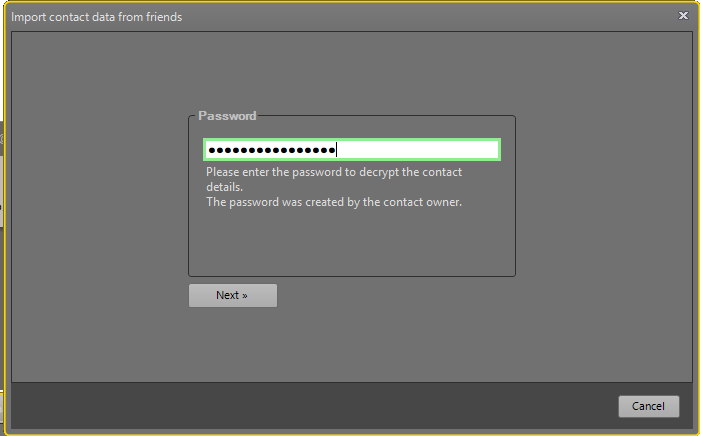 Import contact data from friends
Password
••••••••••••••••
Please enter the password to decrypt the contact
details.
The password was created by the contact owner.
Next »
Cancel